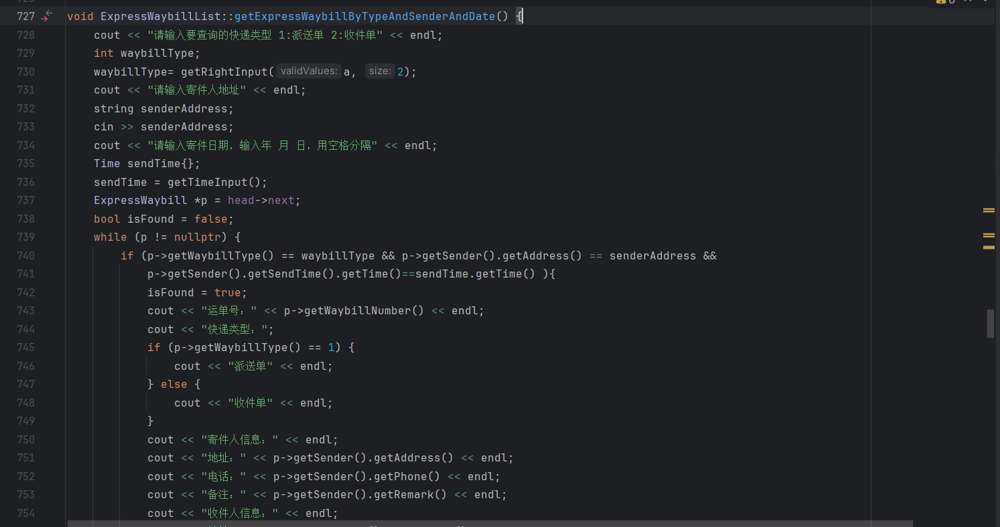 727 void ExpressWaybillList::getExpressWaybillByTypeAndSenderAndDate() {
728 cout << "请输入要查询的快递类型 1:派送单 2:收件单" << endl;
729 int waybillType;
730 waybillType= getRightInput( validValues: a, size: 2);
731 cout << "请输入寄件人地址" << endl;
732 string senderAddress;
733 cin >> senderAddress;
734 cout << "请输入寄件日期，输入年 月 日，用空格分隔" << endl;
735 Time sendTime{};
736 sendTime = getTimeInput();
737 ExpressWaybill *p = head->next;
738 bool isFound = false;
739 while (p != nullptr) {
740 if (p->getWaybillType() == waybillType && p->getSender().getAddress() == senderAddress &&
741 p->getSender().getSendTime().getTime()==sendTime.getTime() ){
742 isFound = true;
743 cout << "运单号：" << p->getWaybillNumber() << endl;
744 cout << "快递类型：";
745 if (p->getWaybillType() == 1) {
746 cout << "派送单" << endl;
747 } else {
748 cout << "收件单" << endl;
749 }
750 cout << "寄件人信息：" << endl;
751 cout << "地址：" << p->getSender().getAddress() << endl;
752 cout << "电话：" << p->getSender().getPhone() << endl;
753 cout << "备注：" << p->getSender().getRemark() << endl;
754 cout << "收件人信息：" << endl;